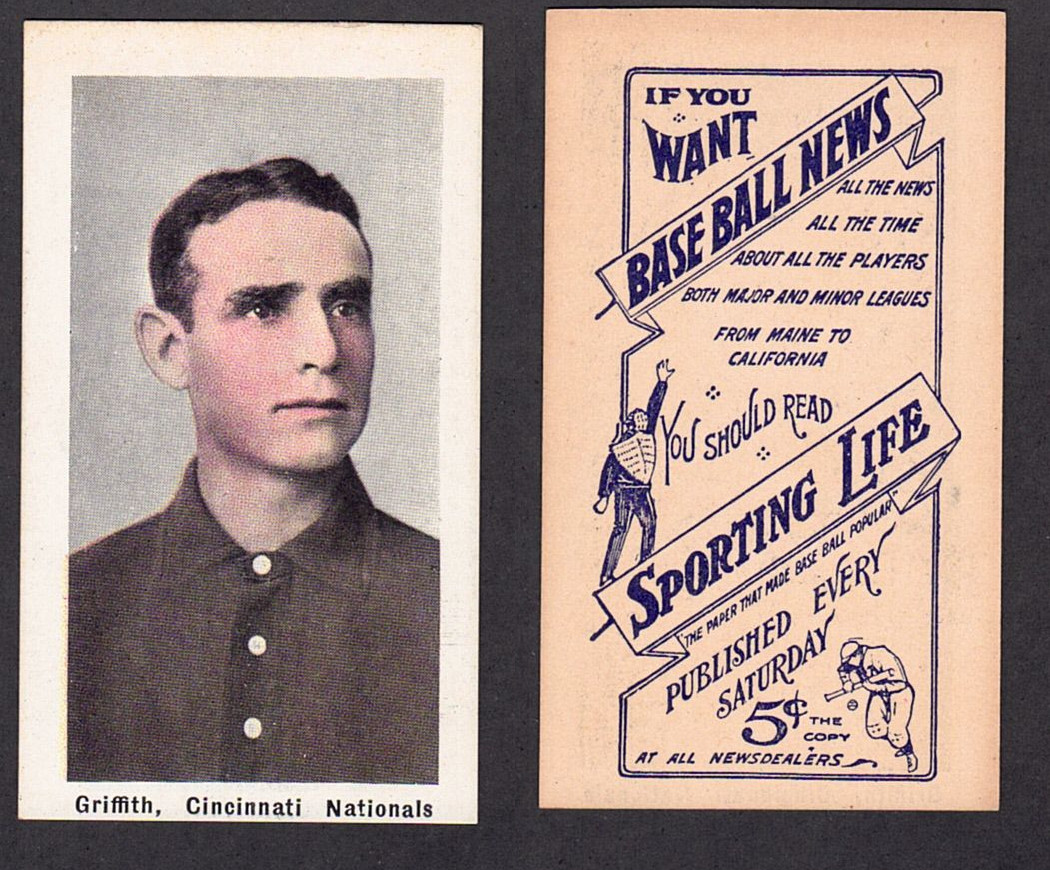 Griffith, Cincinnati Nationals
IF YOU
WANT
BASE BALL NEWS
ALL THE NEWS
ALL THE TIME
ABOUT ALL THE PLAYERS
BOTH MAJOR AND MINOR LEAGUES
FROM MAINE TO
CALIFORNIA
YOU SHOULD READ
SPORTING LIFE
"THE PAPER THAT MADE BASE BALL POPULAR"
PUBLISHED EVERY
SATURDAY
5¢ THE
COPY
AT ALL NEWSDEALERS